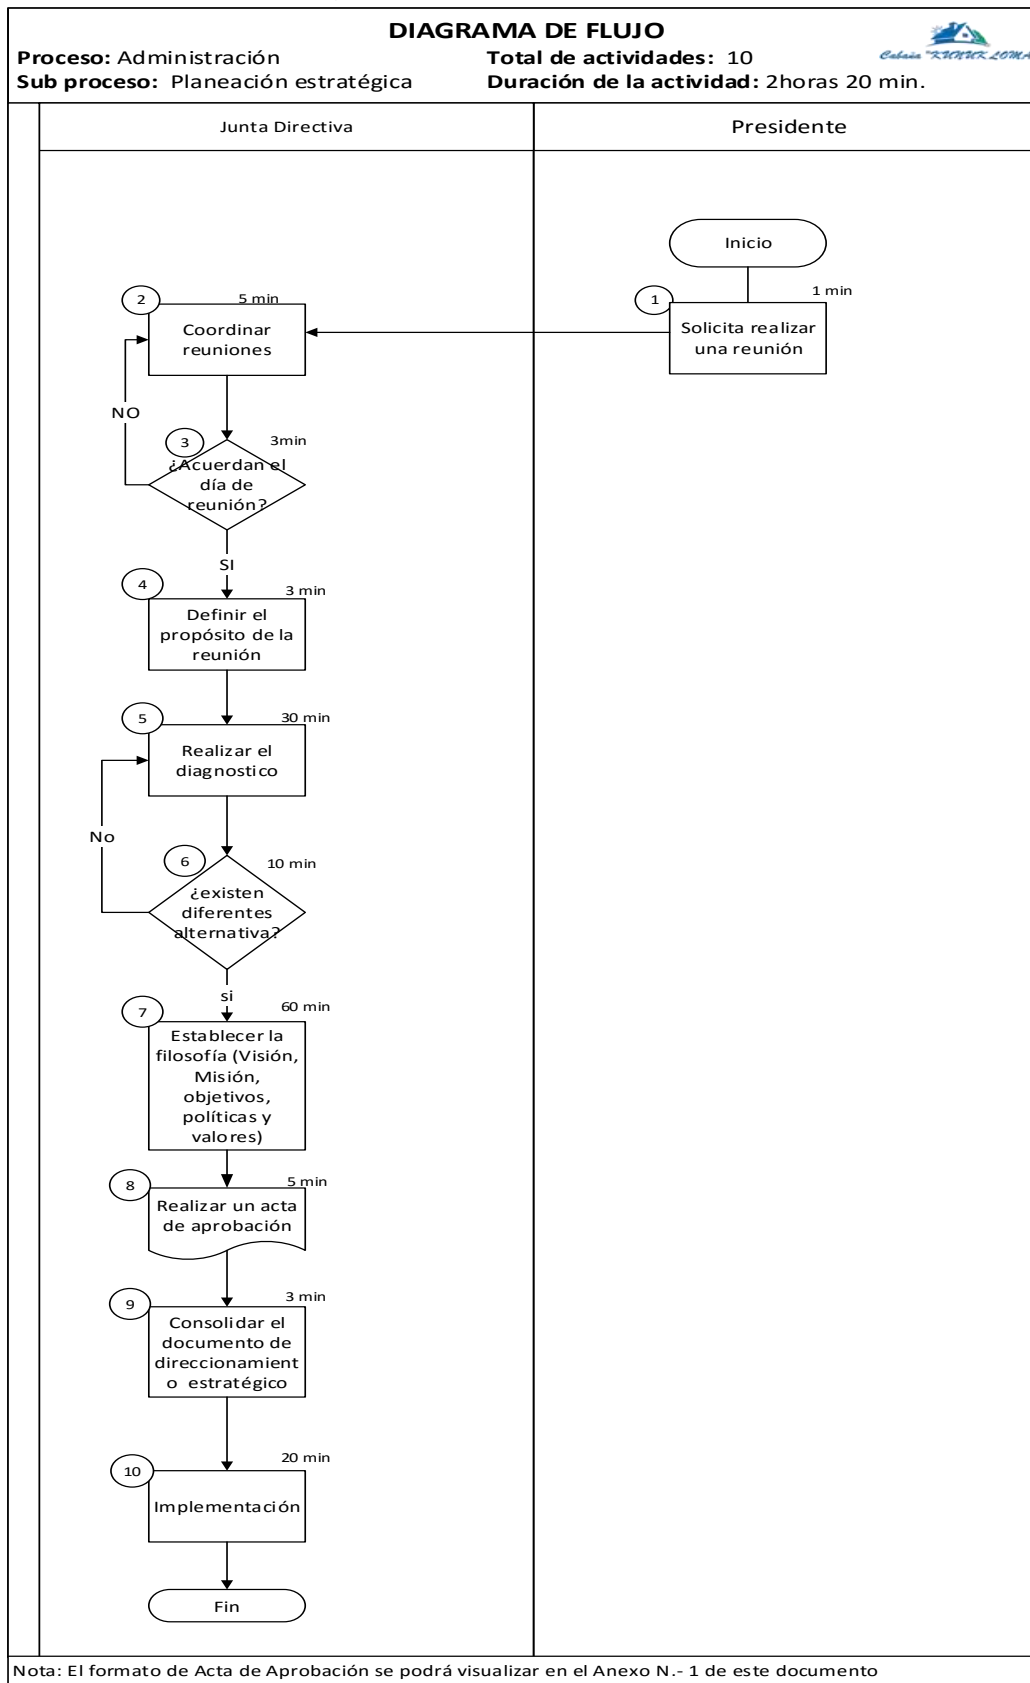 DIAGRAMA DE FLUJO
Proceso: Administración
Total de actividades: 10
Sub proceso: Planeación estratégica
Duración de la actividad: 2horas 20 min.
Cabaña "KUNUK LOMA
Junta Directiva
Presidente
Inicio
1
1 min
Solicita realizar
una reunión
2
5 min
Coordinar
reuniones
NO
3
3min
¿Acuerdan el
día de
reunión?
SI
4
3 min
Definir el
propósito de la
reunión
5
30 min
Realizar el
diagnostico
No
6
10 min
¿existen
diferentes
alternativa?
si
7
60 min
Establecer la
filosofía (Visión,
Misión,
objetivos,
políticas y
valores)
8
5 min
Realizar un acta
de aprobación
9
3 min
Consolidar el
documento de
direccionamient
o estratégico
10
20 min
Implementación
Fin
Nota: El formato de Acta de Aprobación se podrá visualizar en el Anexo N.- 1 de este documento